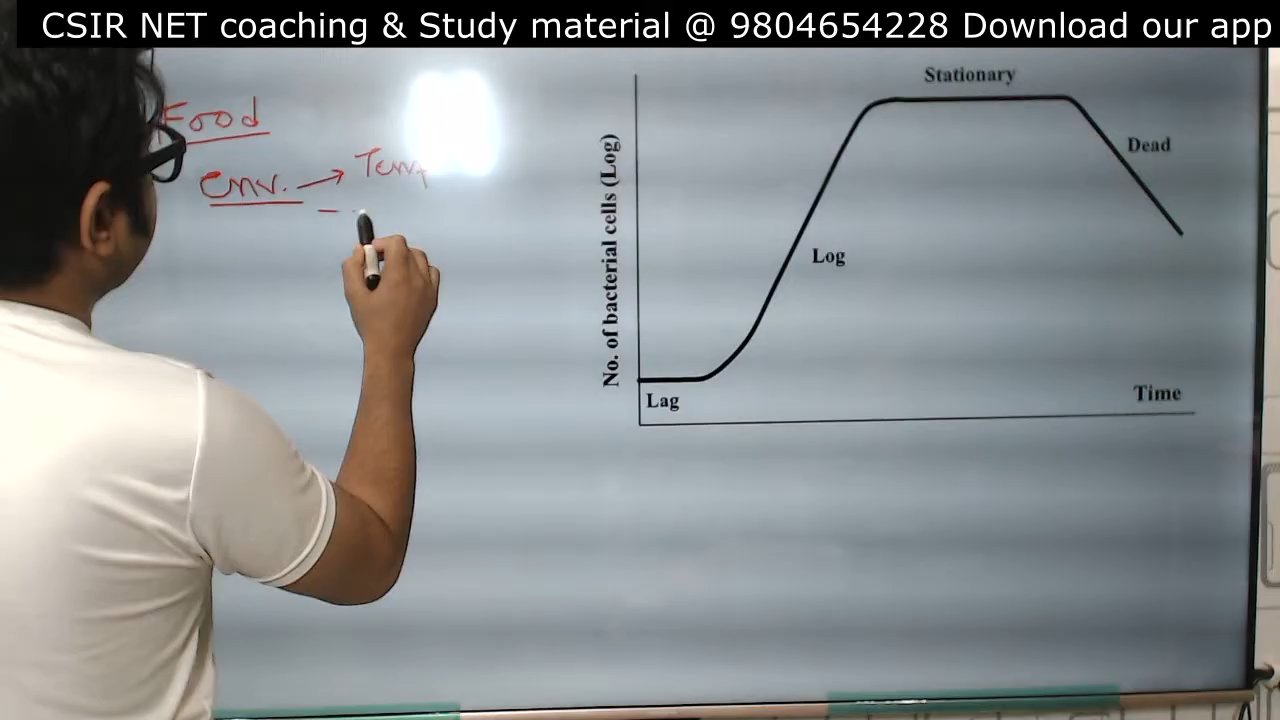 CSIR NET coaching & Study material @ 9804654228 Download our app
Food
Env. → Temp
Stationary
Dead
Log
Lag
Time
No. of bacterial cells (Log)